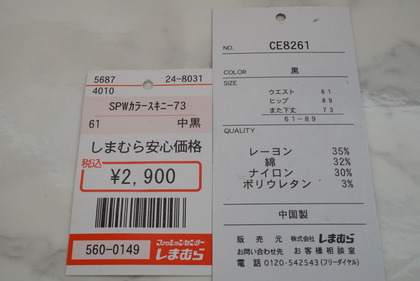 5687 24-8031
4010
SPWカラースキニー73
61 中黒
しまむら安心価格
税込
¥2,900
560-0149
ファッションセンター
しまむら
NO. CE8261
COLOR 黒
SIZE
ウエスト 61
ヒップ 89
また下丈 73
61-89
QUALITY
レーヨン 35%
綿 32%
ナイロン 30%
ポリウレタン 3%
中国製
販売元 株式会社 しまむら
お問い合わせ先 お客様相談室
電話 0120-542543(フリーダイヤル)